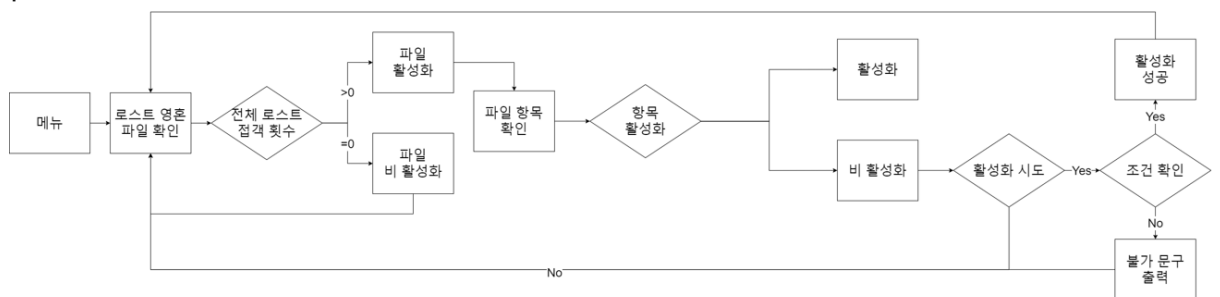 메뉴
로스트 영혼
파일 확인
전체 로스트
접객 횟수
>0
=0
파일
활성화
파일
비 활성화
파일 항목
확인
항목
활성화
활성화
비 활성화
활성화 시도
Yes
조건 확인
Yes
활성화
성공
No
불가 문구
출력
No